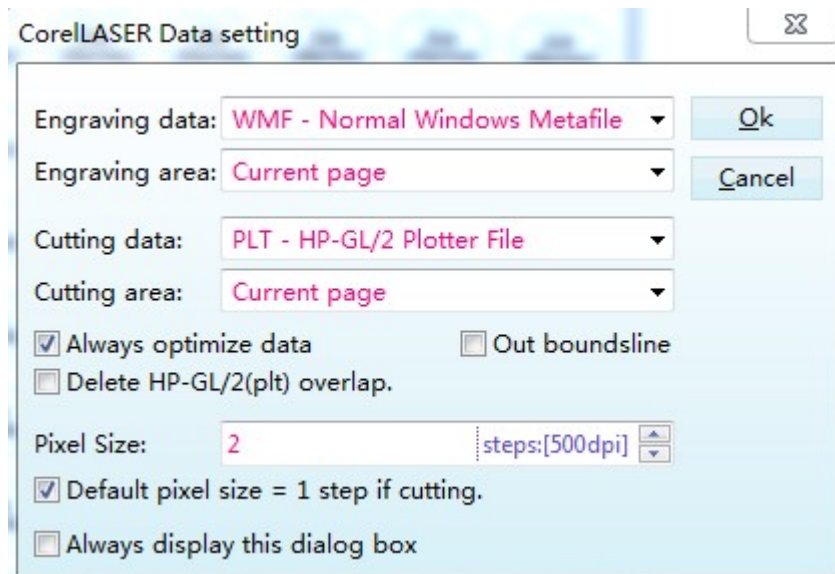 CorelLASER Data setting
Engraving data: WMF - Normal Windows Metafile Ok
Engraving area: Current page Cancel
Cutting data: PLT - HP-GL/2 Plotter File
Cutting area: Current page
Always optimize data Out boundsline
Delete HP-GL/2(plt) overlap.
Pixel Size: 2 steps:[500dpi]
Default pixel size = 1 step if cutting.
Always display this dialog box